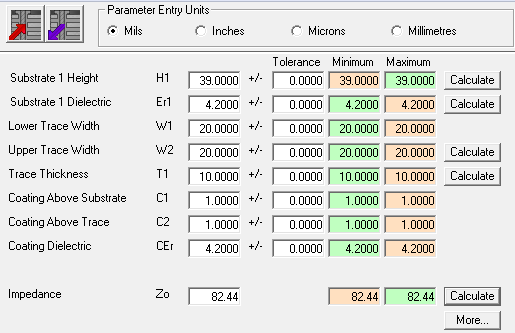 Parameter Entry Units
Mils Inches Microns Millimetres
Tolerance Minimum Maximum
Substrate 1 Height H1 39.0000 +/- 0.0000 39.0000 39.0000 Calculate
Substrate 1 Dielectric Er1 4.2000 +/- 0.0000 4.2000 4.2000 Calculate
Lower Trace Width W1 20.0000 +/- 0.0000 20.0000 20.0000
Upper Trace Width W2 20.0000 +/- 0.0000 20.0000 20.0000 Calculate
Trace Thickness T1 10.0000 +/- 0.0000 10.0000 10.0000 Calculate
Coating Above Substrate C1 1.0000 +/- 0.0000 1.0000 1.0000
Coating Above Trace C2 1.0000 +/- 0.0000 1.0000 1.0000
Coating Dielectric CEr 4.2000 +/- 0.0000 4.2000 4.2000
Impedance Zo 82.44 82.44 82.44 Calculate
More...